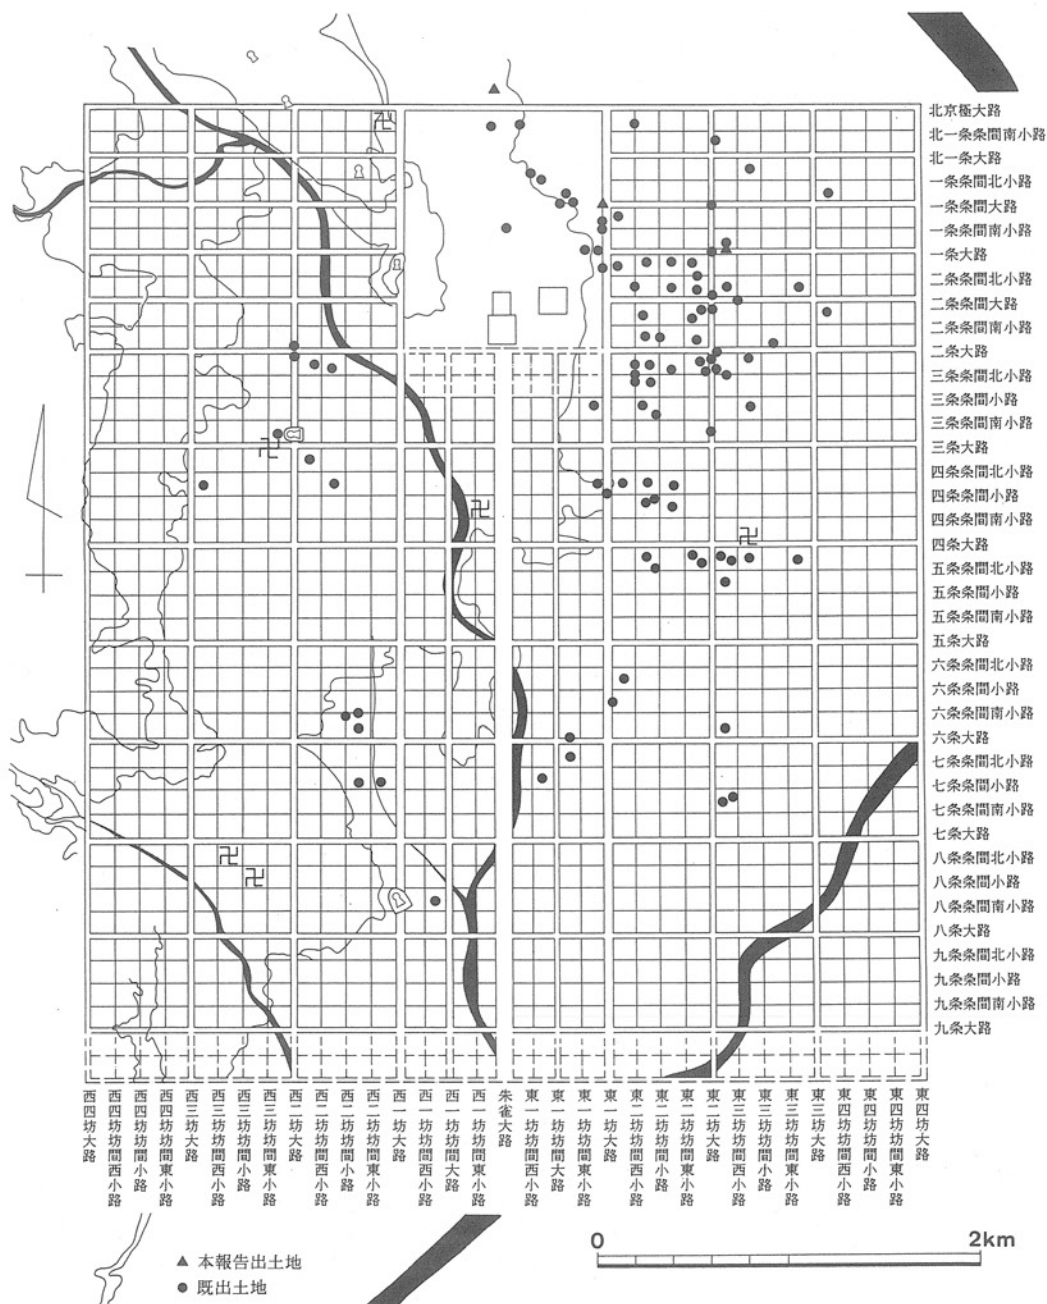 北京極大路
北一条条間南小路
北一条大路
一条条間北小路
一条条間大路
一条条間南小路
一条大路
二条条間北小路
二条条間大路
二条条間南小路
二条大路
三条条間北小路
三条条間小路
三条条間南小路
三条大路
四条条間北小路
四条条間小路
四条条間南小路
四条大路
五条条間北小路
五条条間小路
五条条間南小路
五条大路
六条条間北小路
六条条間小路
六条条間南小路
六条大路
七条条間北小路
七条条間小路
七条条間南小路
七条大路
八条条間北小路
八条条間小路
八条条間南小路
八条大路
九条条間北小路
九条条間小路
九条条間南小路
九条大路
西四坊大路
西四坊坊間西小路
西四坊坊間小路
西四坊坊間東小路
西三坊大路
西三坊坊間西小路
西三坊坊間小路
西三坊坊間東小路
西二坊大路
西二坊坊間西小路
西二坊坊間小路
西二坊坊間東小路
西一坊大路
西一坊坊間西小路
西一坊坊間大路
西一坊坊間東小路
朱雀大路
東一坊坊間西小路
東一坊坊間大路
東一坊坊間東小路
東一坊大路
東二坊坊間西小路
東二坊坊間小路
東二坊坊間東小路
東二坊大路
東三坊坊間西小路
東三坊坊間小路
東三坊坊間東小路
東三坊大路
東四坊坊間西小路
東四坊坊間小路
東四坊坊間東小路
東四坊大路
▲ 本報告出土地
● 既出土地
0 2km